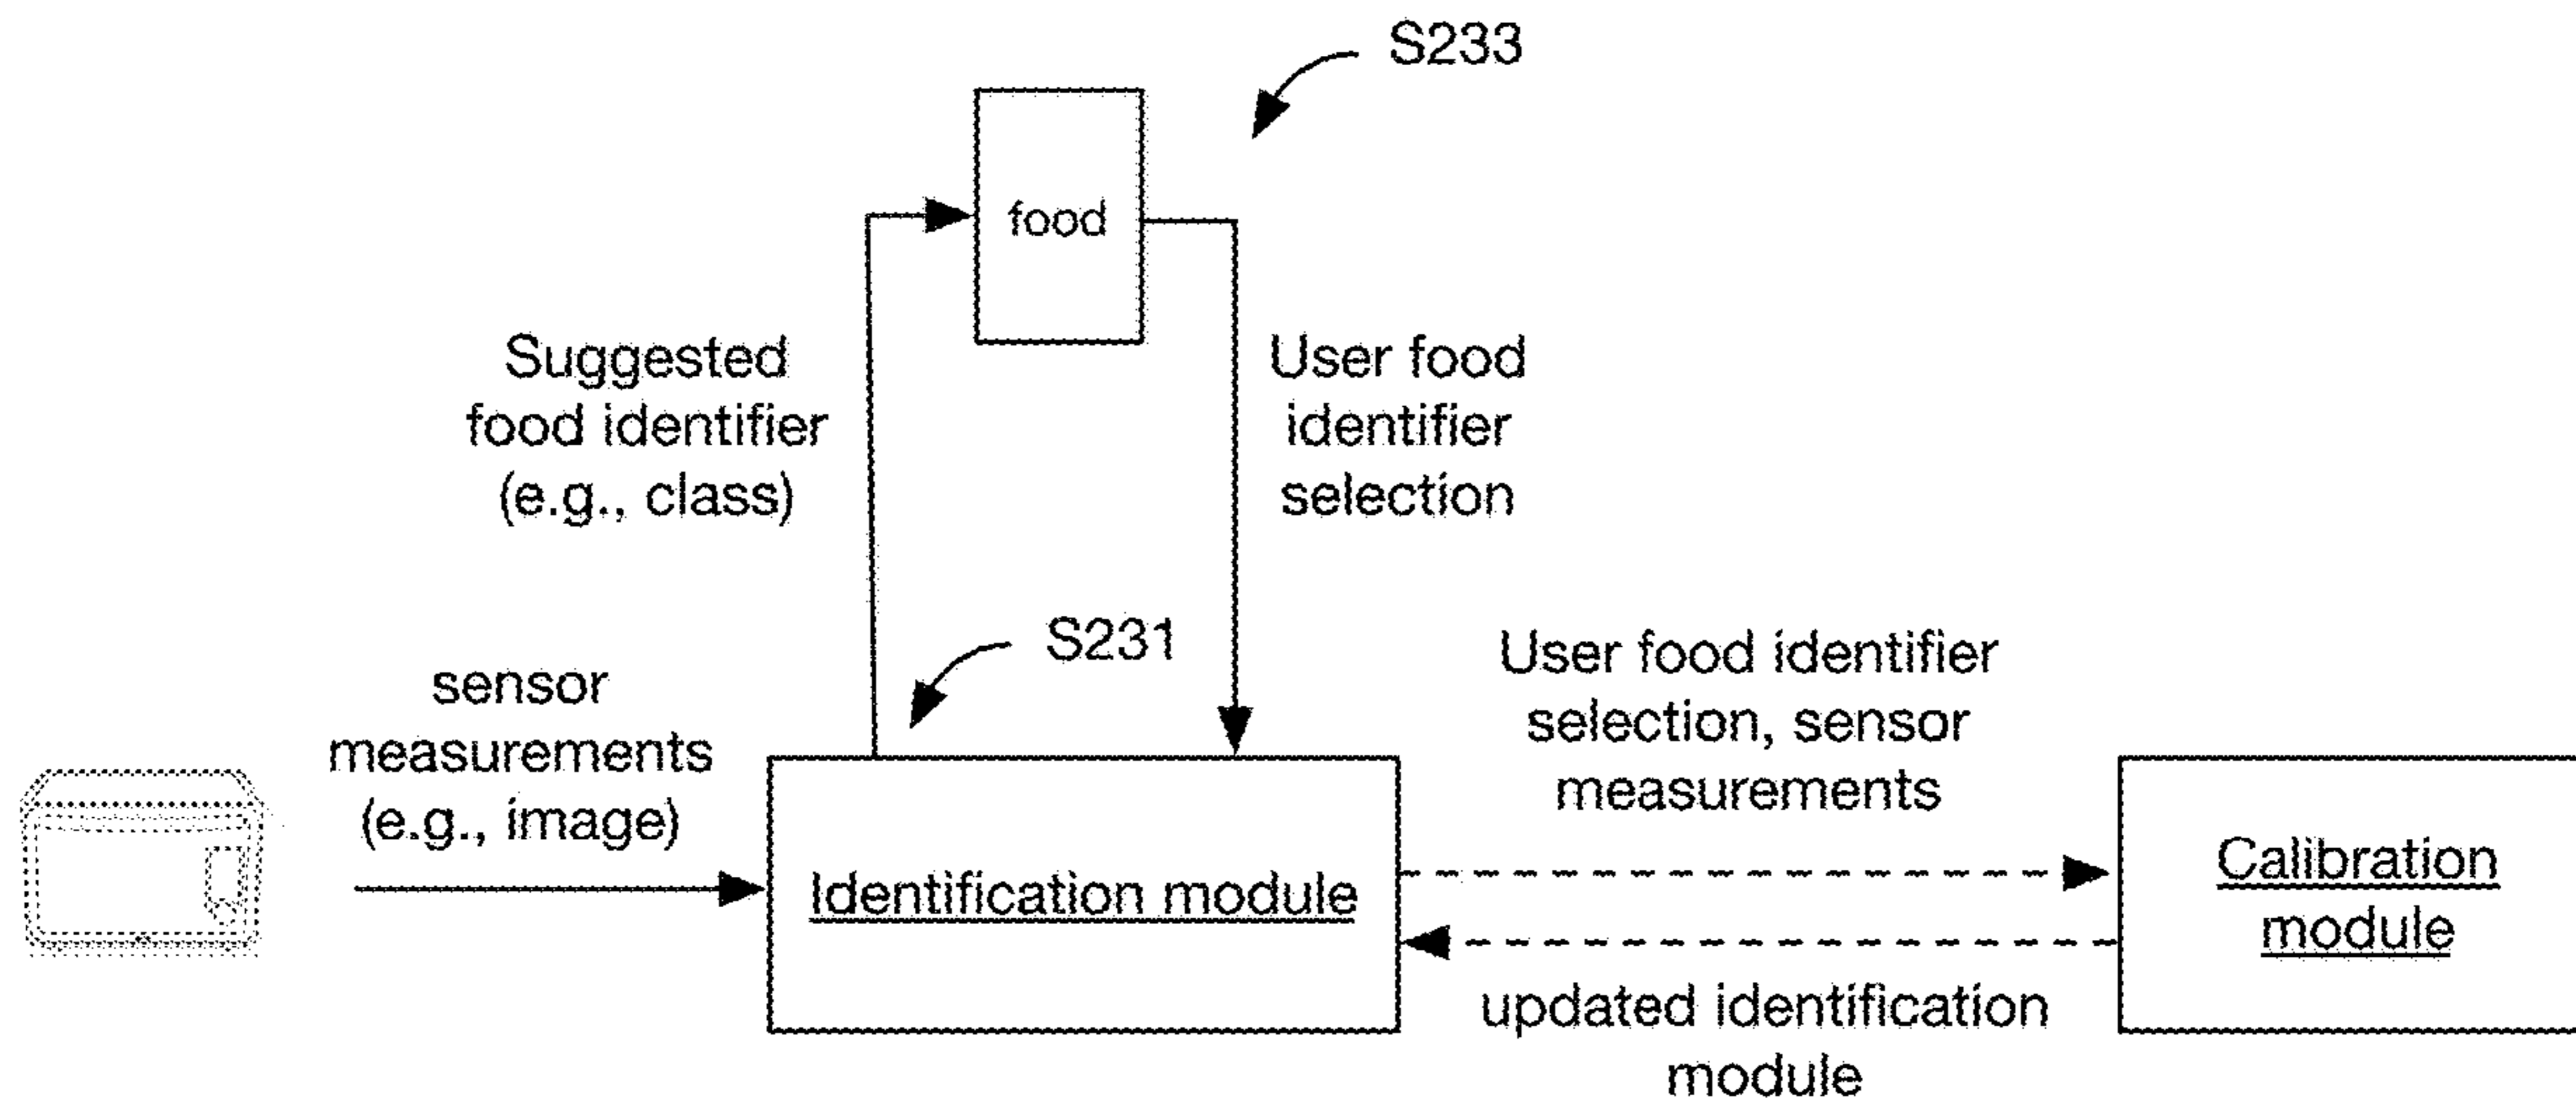 S233
food
Suggested
food identifier
(e.g., class)
User food
identifier
selection
S231
sensor
measurements
(e.g., image)
User food identifier
selection, sensor
measurements
Identification module
Calibration
module
updated identification
module